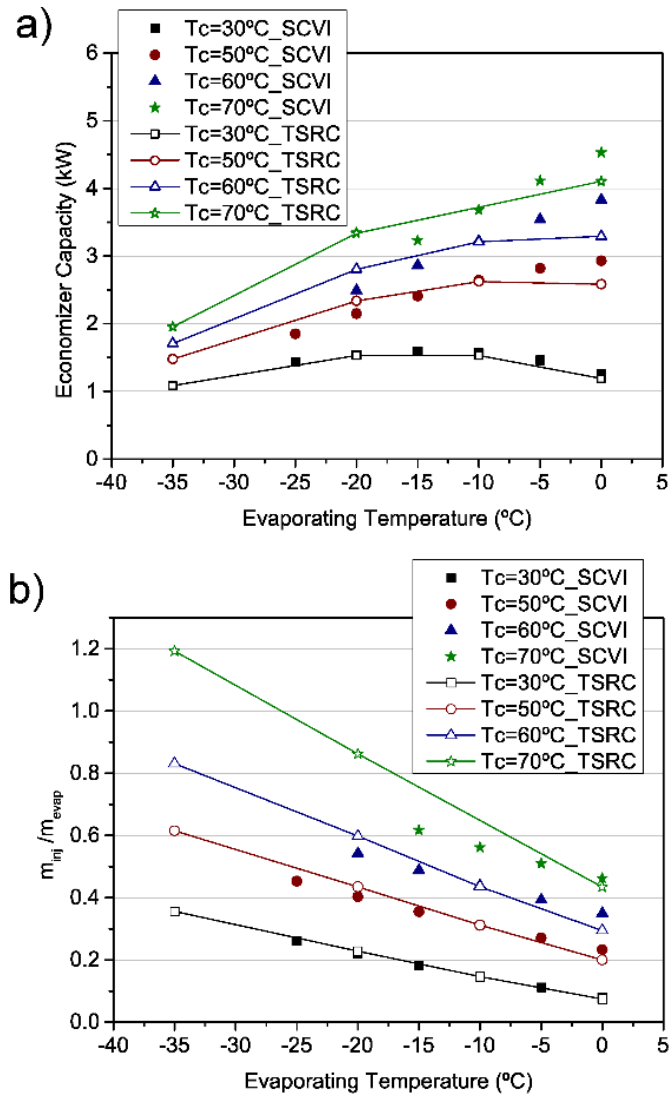 a)
Tc=30ºC_SCVI
Tc=50ºC_SCVI
Tc=60ºC_SCVI
Tc=70ºC_SCVI
Tc=30ºC_TSRC
Tc=50ºC_TSRC
Tc=60ºC_TSRC
Tc=70ºC_TSRC
Economizer Capacity (kW)
6
5
4
3
2
1
0
-40 -35 -30 -25 -20 -15 -10 -5 0 5
Evaporating Temperature (ºC)
b)
Tc=30ºC_SCVI
Tc=50ºC_SCVI
Tc=60ºC_SCVI
Tc=70ºC_SCVI
Tc=30ºC_TSRC
Tc=50ºC_TSRC
Tc=60ºC_TSRC
Tc=70ºC_TSRC
m_inj/m_evap
1.2
1.0
0.8
0.6
0.4
0.2
0.0
-40 -35 -30 -25 -20 -15 -10 -5 0 5
Evaporating Temperature (ºC)